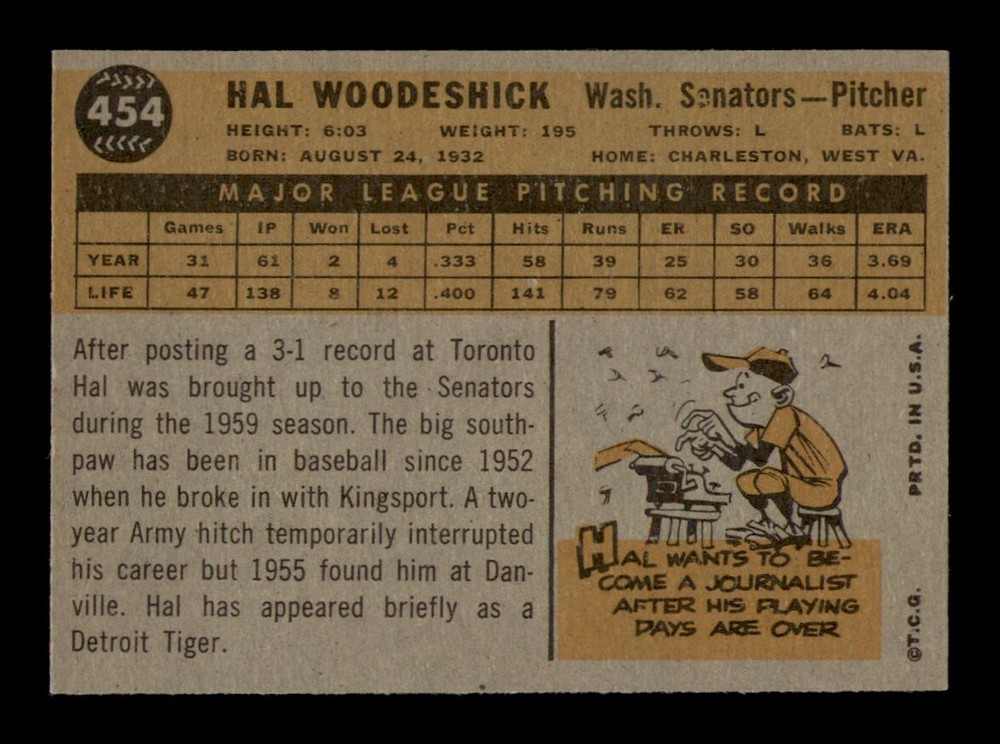 454
HAL WOODESHICK Wash. Senators—Pitcher
HEIGHT: 6:03 WEIGHT: 195 THROWS: L BATS: L
BORN: AUGUST 24, 1932 HOME: CHARLESTON, WEST VA.
MAJOR LEAGUE PITCHING RECORD
Games IP Won Lost Pct Hits Runs ER SO Walks ERA
YEAR 31 61 2 4 .333 58 39 25 30 36 3.69
LIFE 47 138 8 12 .400 141 79 62 58 64 4.04
After posting a 3-1 record at Toronto
Hal was brought up to the Senators
during the 1959 season. The big south-
paw has been in baseball since 1952
when he broke in with Kingsport. A two-
year Army hitch temporarily interrupted
his career but 1955 found him at Dan-
ville. Hal has appeared briefly as a
Detroit Tiger.
HAL WANTS TO BE-
COME A JOURNALIST
AFTER HIS PLAYING
DAYS ARE OVER
©T.C.G. PRTD. IN U.S.A.